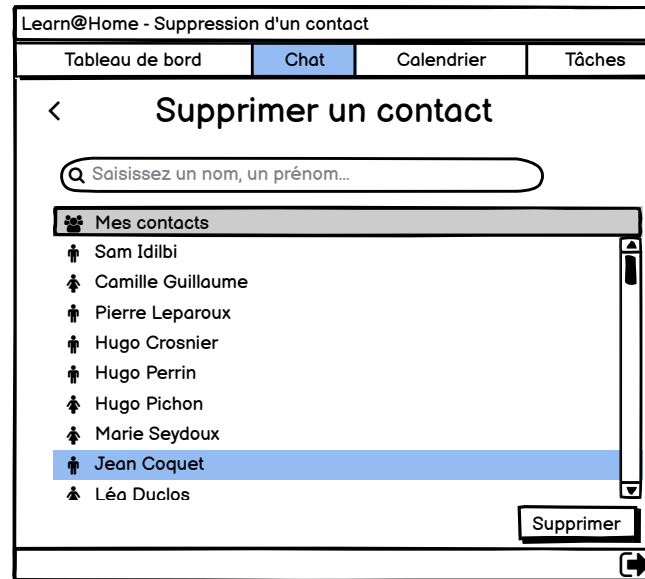 Learn@Home - Suppression d'un contact
Tableau de bord Chat Calendrier Tâches
Supprimer un contact
Saisissez un nom, un prénom...
Mes contacts
Sam Idilbi
Camille Guillaume
Pierre Leparoux
Hugo Crosnier
Hugo Perrin
Hugo Pichon
Marie Seydoux
Jean Coquet
Léa Duclos
Supprimer